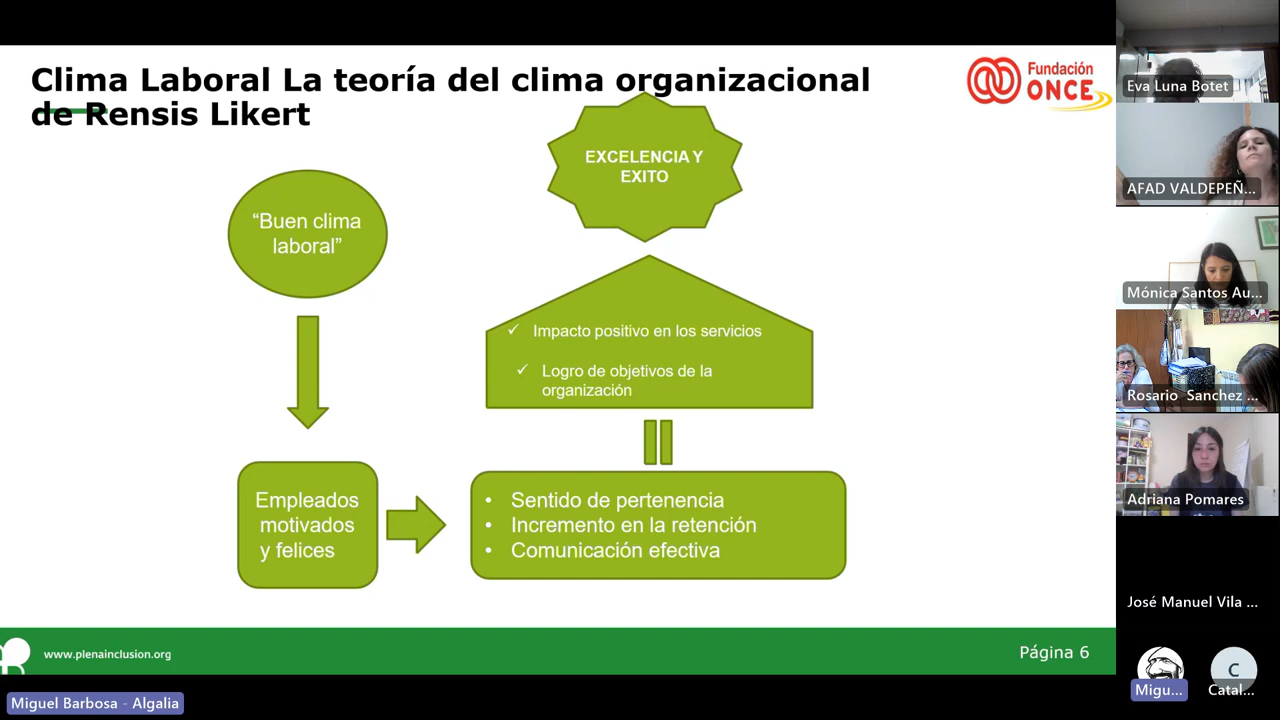 Clima Laboral La teoría del clima organizacional
de Rensis Likert
Fundación
ONCE
EXCELENCIA Y
EXITO
“Buen clima
laboral”
✓ Impacto positivo en los servicios
✓ Logro de objetivos de la
organización
Empleados
motivados
y felices
• Sentido de pertenencia
• Incremento en la retención
• Comunicación efectiva
www.plenainclusion.org
Página 6
Miguel Barbosa - Algalia
Eva Luna Botet
AFAD VALDEPEÑ...
Mónica Santos Au...
Rosario Sanchez ...
Adriana Pomares
José Manuel Vila ...
C
Migu...
Catal...